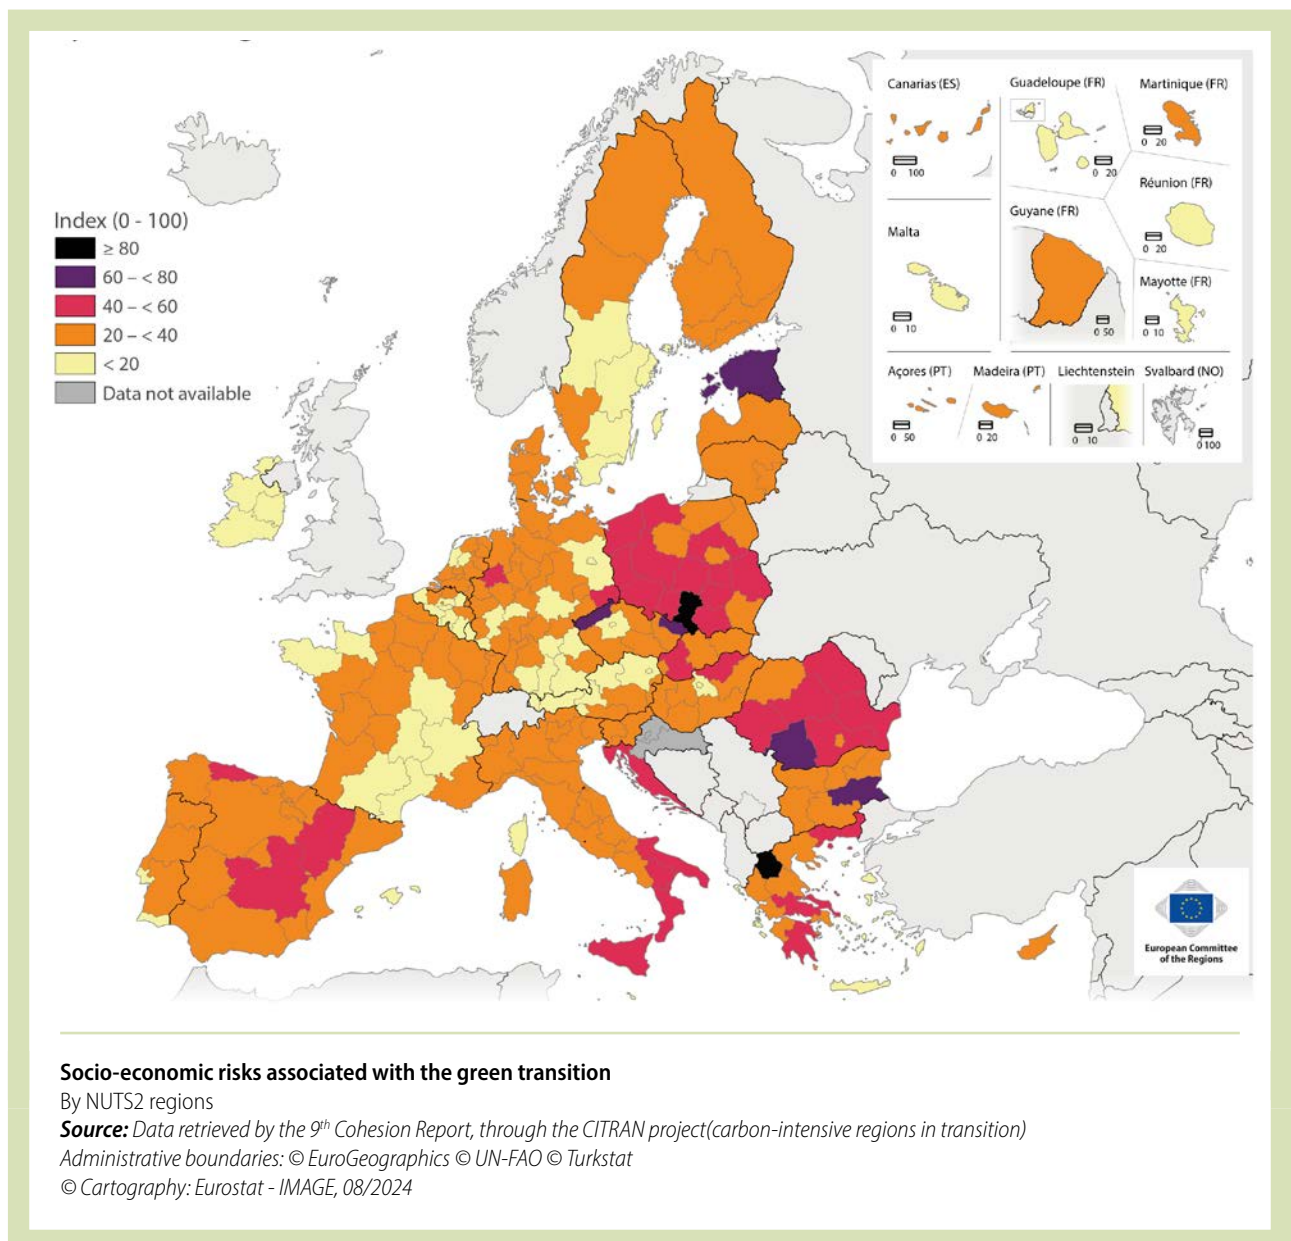 Index (0 - 100)
≥ 80
60 – < 80
40 – < 60
20 – < 40
< 20
Data not available
Canarias (ES)
0 100
Guadeloupe (FR)
0 20
Martinique (FR)
0 20
Réunion (FR)
0 20
Malta
0 10
Guyane (FR)
0 50
Mayotte (FR)
0 10
Açores (PT)
0 50
Madeira (PT)
0 20
Liechtenstein
0 10
Svalbard (NO)
0 100
European Committee
of the Regions
Socio-economic risks associated with the green transition
By NUTS2 regions
Source: Data retrieved by the 9th Cohesion Report, through the CITRAN project(carbon-intensive regions in transition)
Administrative boundaries: © EuroGeographics © UN-FAO © Turkstat
© Cartography: Eurostat - IMAGE, 08/2024